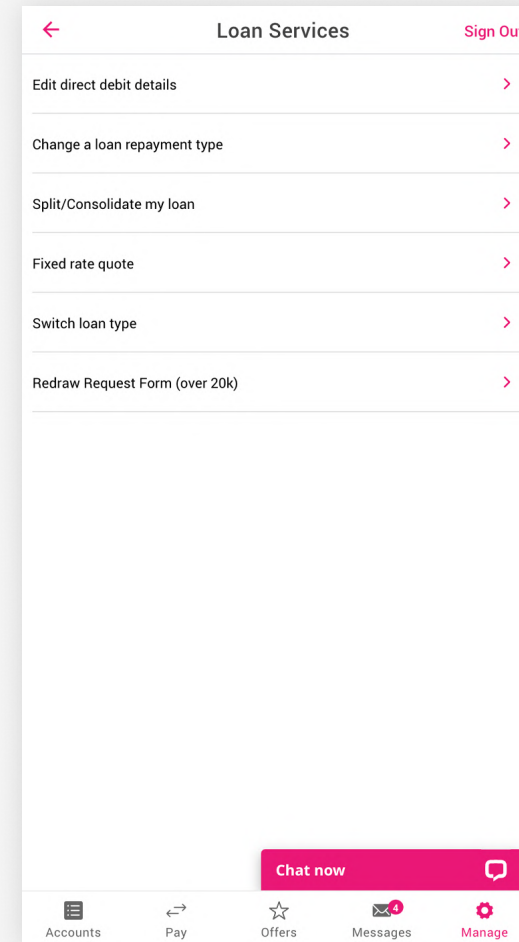 Loan Services
Sign Ou
Edit direct debit details
Change a loan repayment type
Split/Consolidate my loan
Fixed rate quote
Switch loan type
Redraw Request Form (over 20k)
Chat now
4
Accounts
Pay
Offers
Messages
Manage